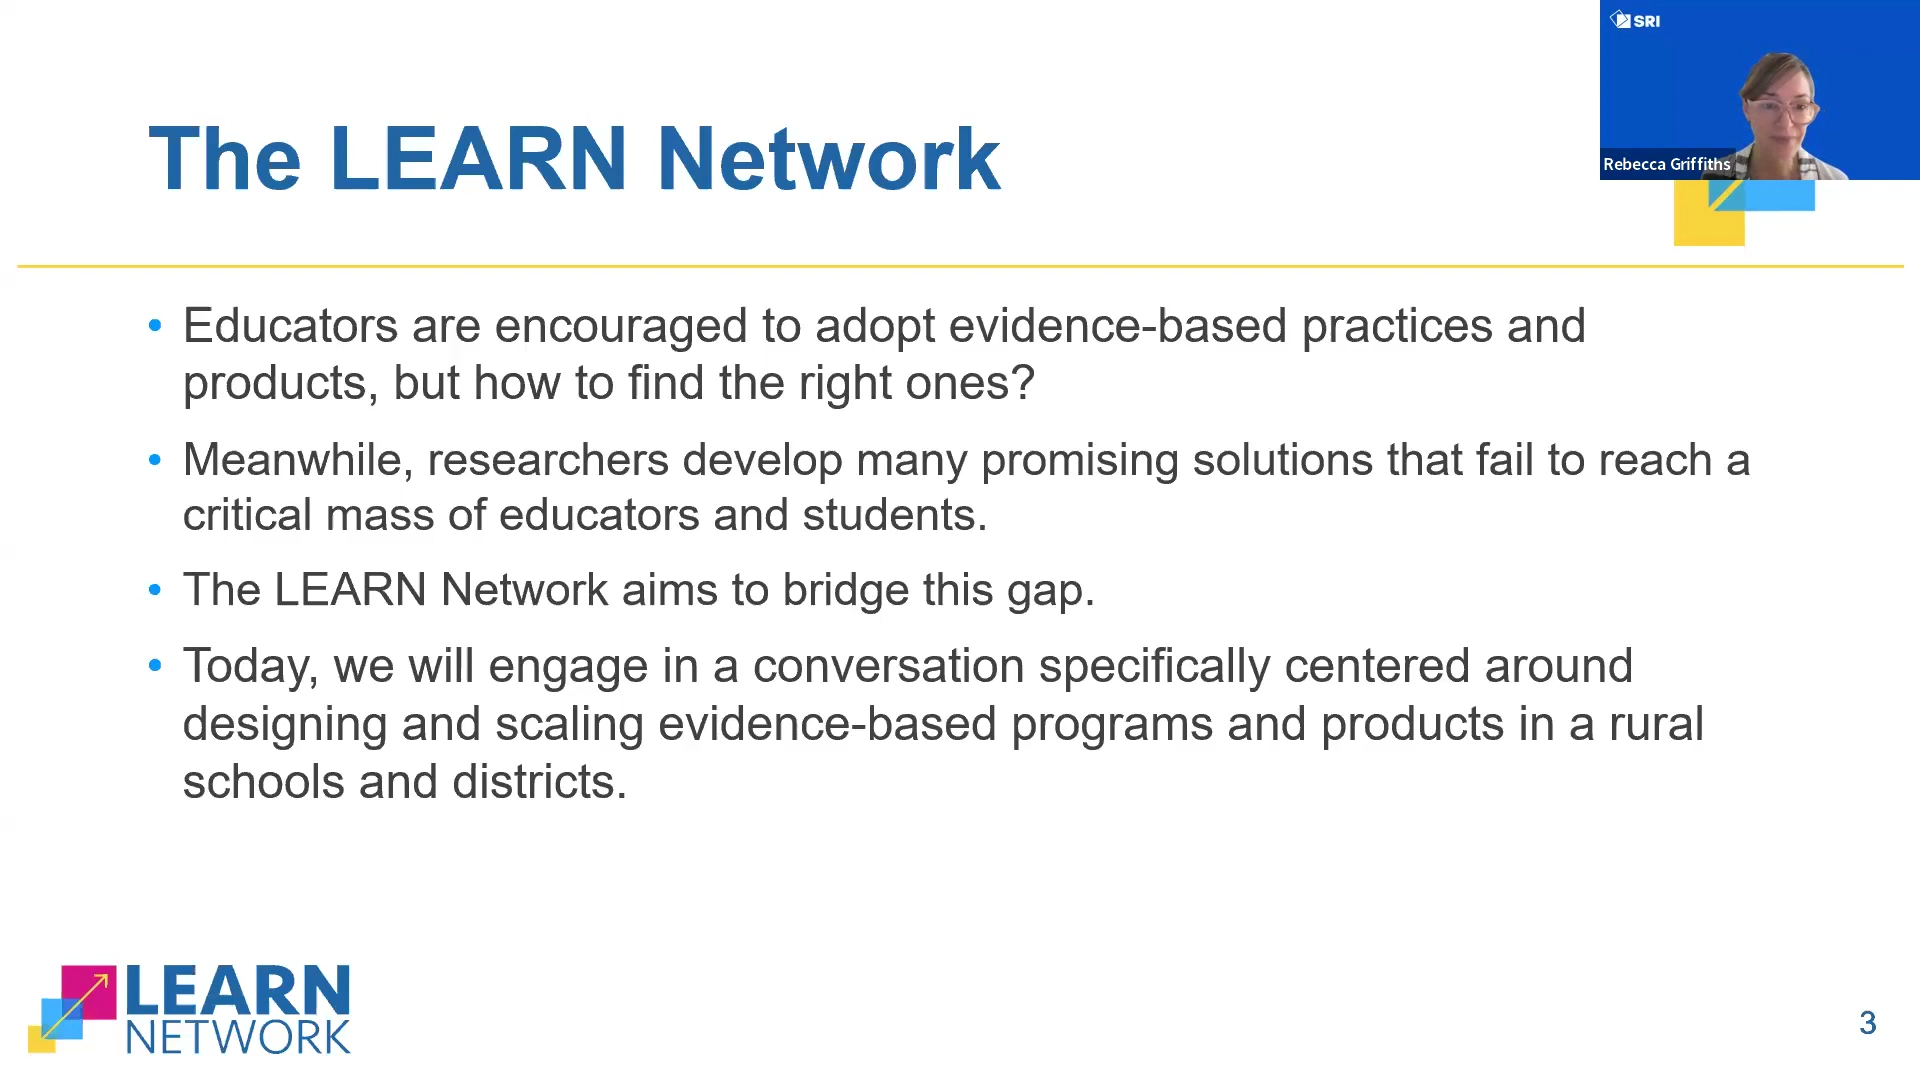 SRI
Rebecca Griffiths
The LEARN Network
• Educators are encouraged to adopt evidence-based practices and
products, but how to find the right ones?
• Meanwhile, researchers develop many promising solutions that fail to reach a
critical mass of educators and students.
• The LEARN Network aims to bridge this gap.
• Today, we will engage in a conversation specifically centered around
designing and scaling evidence-based programs and products in a rural
schools and districts.
LEARN
NETWORK
3